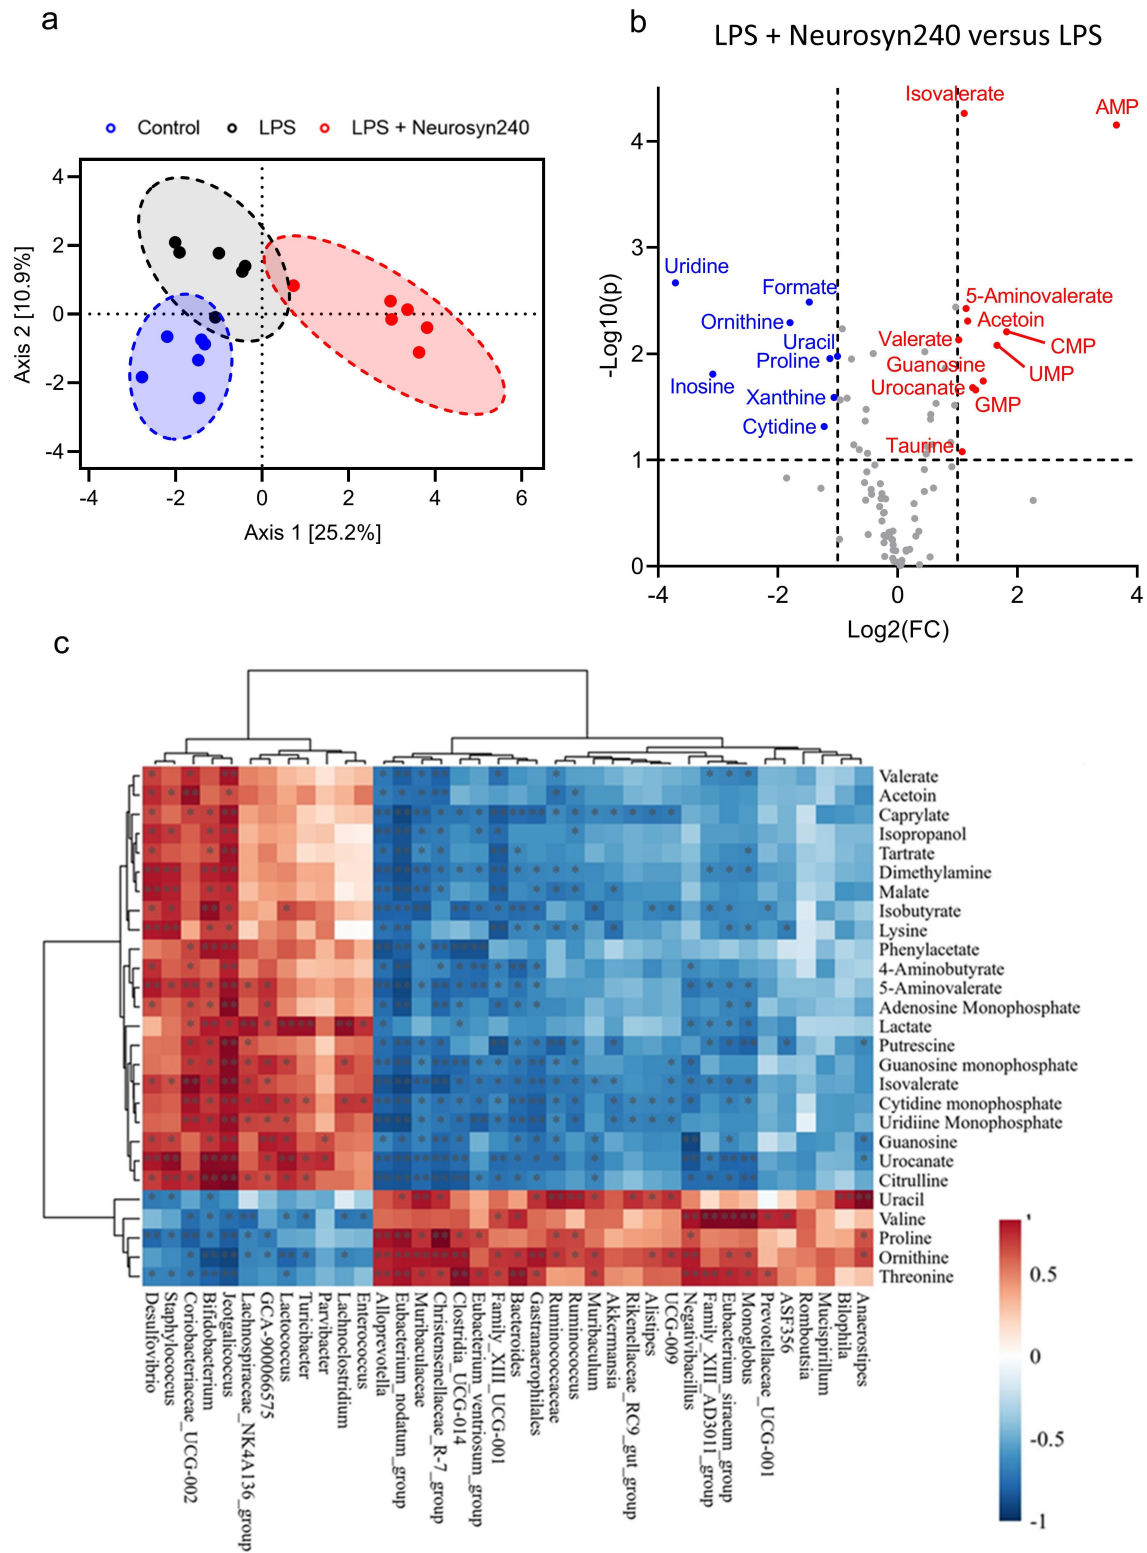 a
Control
LPS
LPS + Neurosyn240
4
2
0
-2
-4
Axis 2 [10.9%]
-4
-2
0
2
4
6
Axis 1 [25.2%]
b
LPS + Neurosyn240 versus LPS
Isovalerate
AMP
Uridine
Formate
Ornithine
Uracil
Proline
Inosine
Xanthine
Cytidine
5-Aminovalerate
Acetoin
Valerate
CMP
Guanosine
UMP
Urocanate
GMP
Taurine
4
3
2
1
0
-Log10(p)
-4
-2
0
2
4
Log2(FC)
c
Valerate
Acetoin
Caprylate
Isopropanol
Tartrate
Dimethylamine
Malate
Isobutyrate
Lysine
Phenylacetate
4-Aminobutyrate
5-Aminovalerate
Adenosine Monophosphate
Lactate
Putrescine
Guanosine monophosphate
Isovalerate
Cytidine monophosphate
Uridiine Monophosphate
Guanosine
Urocanate
Citrulline
Uracil
Valine
Proline
Ornithine
Threonine
Desulfovibrio
Staphylococcus
Coriobacteriaceae_UCG-002
Bifidobacterium
Jeotgalicoccus
Lachnospiraceae_NK4A136_group
GCA-900066575
Lactococcus
Turicibacter
Parvibacter
Lachnoclostridium
Enterococcus
Alloprevotella
Eubacterium_nodatum_group
Muribaculaceae
Christensenellaceae_R-7_group
Clostridia_UCG-014
Eubacterium_ventriosum_group
Family_XIII_UCG-001
Bacteroides
Gastranaerophilales
Ruminococcaceae
Ruminococcus
Muribaculum
Akkermansia
Rikenellaceae_RC9_gut_group
Alistipes
UCG-009
Negativibacillus
Family_XIII_AD3011_group
Eubacterium_siraeum_group
Monoglobus
Prevotellaceae_UCG-001
ASF356
Romboutsia
Mucispirillum
Bilophila
Anaerostipes
0.5
0
-0.5
-1